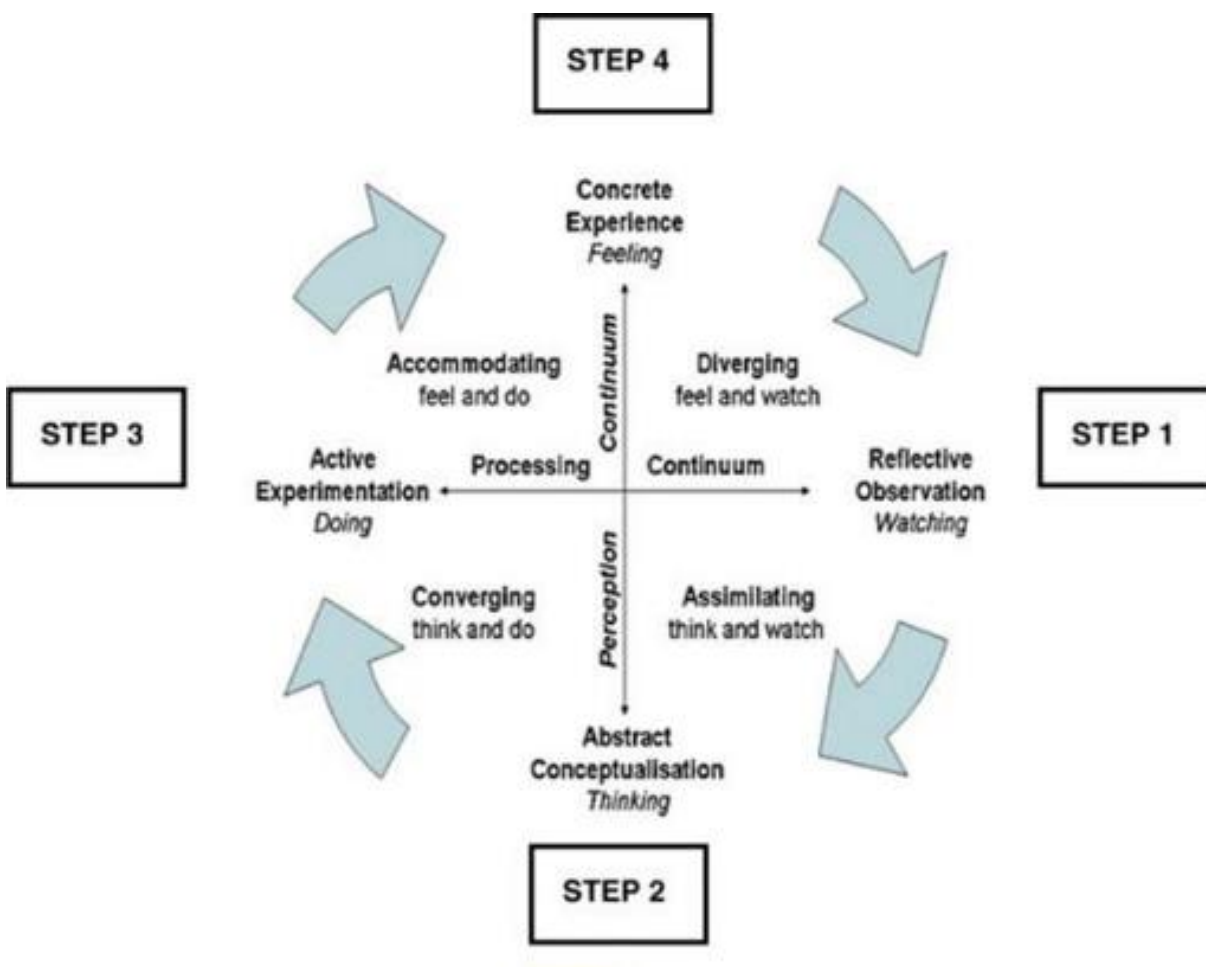 STEP 4
Concrete
Experience
Feeling
Accommodating
feel and do
Continuum
Diverging
feel and watch
STEP 3
STEP 1
Active
Experimentation
Doing
Processing
Continuum
Reflective
Observation
Watching
Perception
Converging
think and do
Assimilating
think and watch
Abstract
Conceptualisation
Thinking
STEP 2